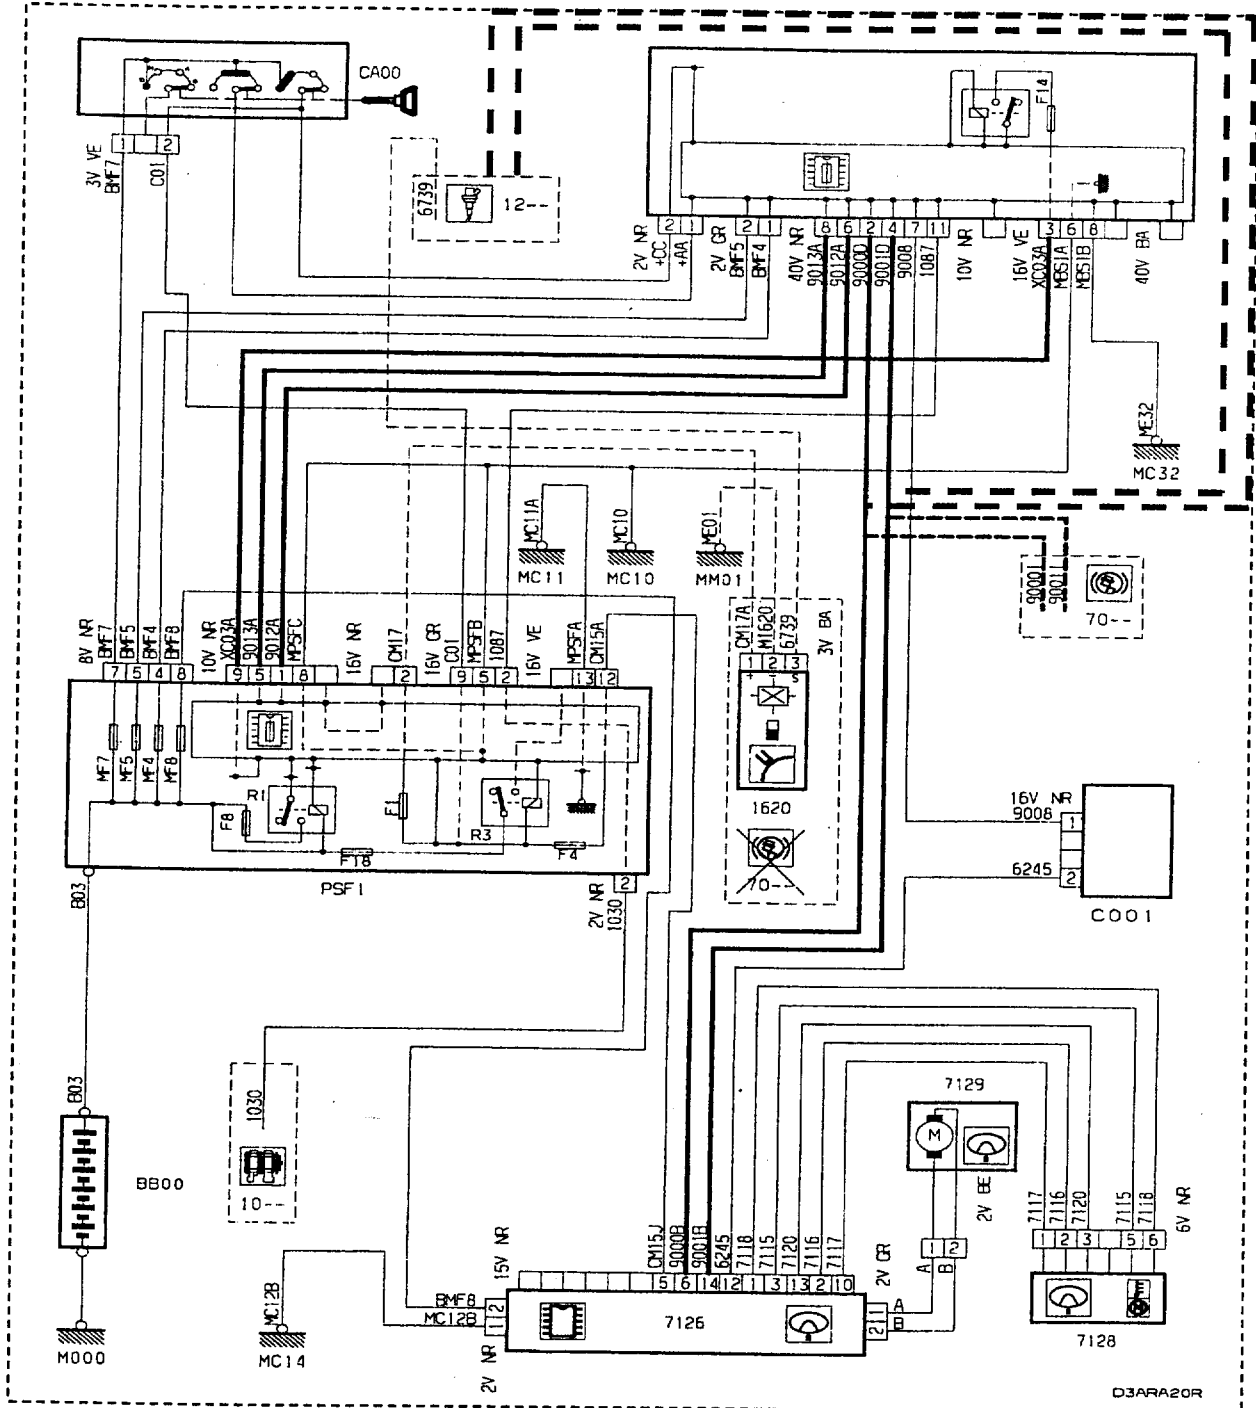 CA00
F14
3V VE
BMF7
1
2
C01
6739
12--
2 1
2 1
8 6 2 4 7 11
3 6 8
2V NR
+CC
+AA
2V GR
BMF5
BMF4
40V NR
9013A
9012A
9000D
9001D
9008
1087
10V NR
16V VE
XC03A
MB51A
MB51B
40V BA
ME32
MC32
MC11A
MC11
MC10
MC10
ME01
MM01
9000L
9001L
70--
8V NR
BMF7
BMF5
BMF4
BMF8
10V NR
XC03A
9013A
9012A
MPSFC
16V NR
CM17
16V GR
C01
MPSFB
1087
16V VE
MPSFA
CM15A
7 5 4 8
9 5 1 8
2
9 5 2
13 12
CM17A
M1620
6739
3V BA
1 2 3
+ - S
1620
70--
MF7
MF5
MF4
MF8
R1
F8
F18
F1
R3
F4
PSF1
2
2V NR
1030
16V NR
9008
1
6245
2
C001
B03
B03
BB00
M000
1030
10--
MC12B
MC14
7129
M
2V BE
1 2
A
B
7117
7116
7120
7115
7118
6V NR
1 2 3 5 6
7128
15V NR
CM15J
9000B
9001B
6245
7118
7115
7120
7116
7117
2V GR
5 6 14 12 1 3 13 2 10
BMF8
2
MC12B
1
2V NR
7126
1 A
2 B
D3ARA20R